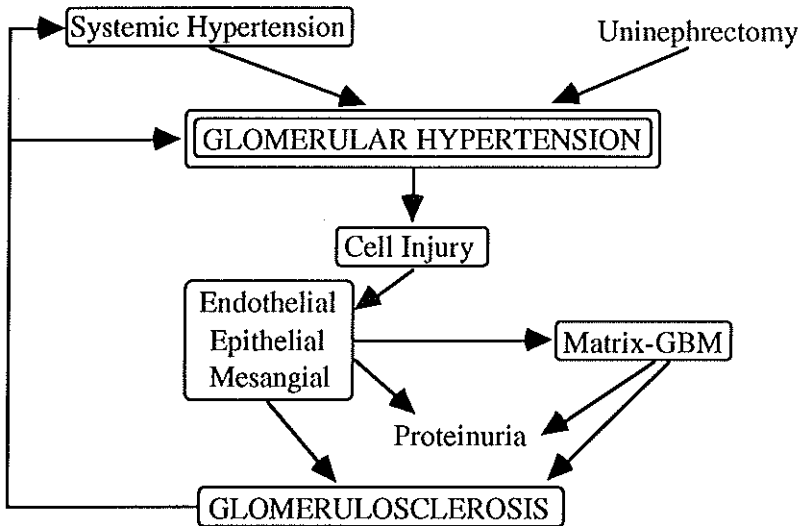 Systemic Hypertension
Uninephrectomy
GLOMERULAR HYPERTENSION
Cell Injury
Endothelial
Epithelial
Mesangial
Matrix-GBM
Proteinuria
GLOMERULOSCLEROSIS